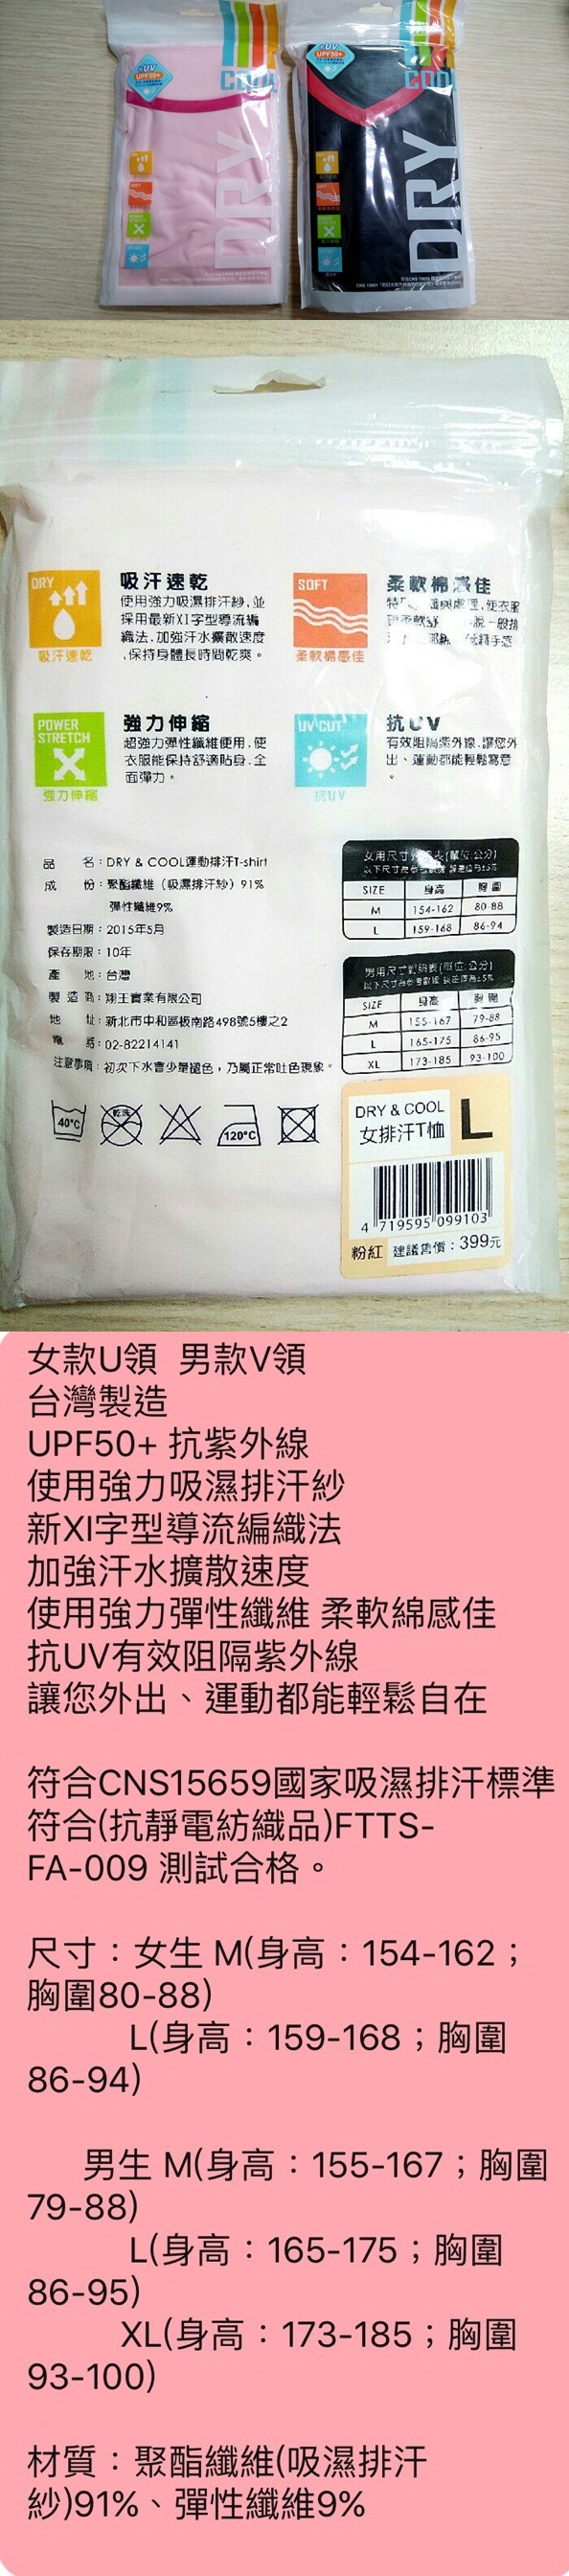 抗UV
UPF50+
COOL
DRY
抗UV
UPF50+
COOL
DRY
DRY
吸汗速乾
吸汗速乾
使用強力吸濕排汗紗,並
採用最新XI字型導流編
織法,加強汗水擴散速度
,保持身體長時間乾爽。
SOFT
柔軟棉感佳
柔軟棉感佳
POWER
STRETCH
強力伸縮
強力伸縮
超強力彈性纖維使用,使
衣服能保持舒適貼身,全
面彈力。
UV CUT
抗UV
抗UV
有效阻隔紫外線,讓您外
出、運動都能輕鬆寫意
。
品 名：DRY & COOL運動排汗T-shirt
成 份：聚酯纖維（吸濕排汗紗）91%
彈性纖維9%
製造日期：2015年5月
保存期限：10年
產 地：台灣
製 造 商：翊王實業有限公司
地 址：新北市中和區板南路498號5樓之2
電 話：02-82214141
注意事項：初次下水會少量褪色，乃屬正常吐色現象。
40°C
乾洗
120°C
SIZE 身高 胸圍
M 154-162 80-88
L 159-168 86-94
SIZE 身高 胸圍
M 155-167 79-88
L 165-175 86-95
XL 173-185 93-100
DRY & COOL
女排汗T恤 L
4 719595 099103
粉紅 建議售價：399元
女款U領 男款V領
台灣製造
UPF50+ 抗紫外線
使用強力吸濕排汗紗
新XI字型導流編織法
加強汗水擴散速度
使用強力彈性纖維 柔軟綿感佳
抗UV有效阻隔紫外線
讓您外出、運動都能輕鬆自在
符合CNS15659國家吸濕排汗標準
符合(抗靜電紡織品)FTTS-
FA-009 測試合格。
尺寸：女生 M(身高：154-162；
胸圍80-88)
L(身高：159-168；胸圍
86-94)
男生 M(身高：155-167；胸圍
79-88)
L(身高：165-175；胸圍
86-95)
XL(身高：173-185；胸圍
93-100)
材質：聚酯纖維(吸濕排汗
紗)91%、彈性纖維9%